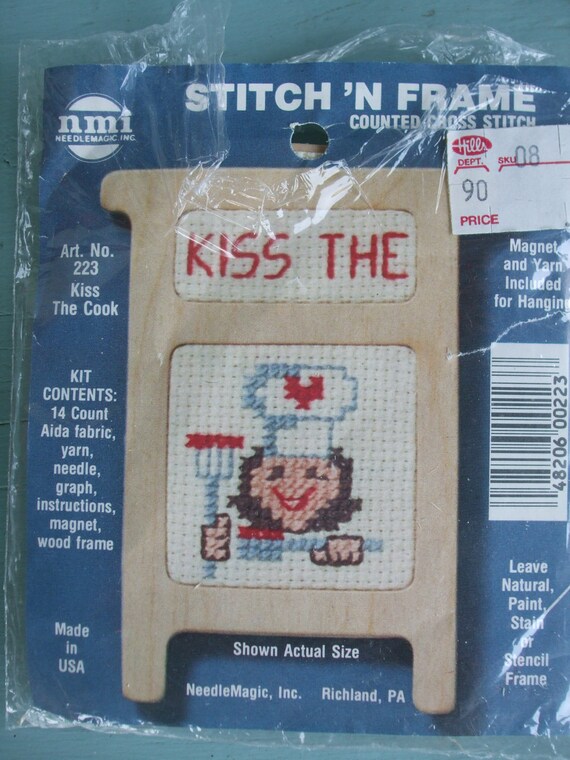 STITCH 'N FRAME
COUNTED CROSS STITCH
nmi
NEEDLEMAGIC, INC.
Hills
DEPT. SKU 08
90
PRICE
Art. No.
223
Kiss
The Cook
KISS THE
Magnet
and Yarn
Included
for Hanging
KIT
CONTENTS:
14 Count
Aida fabric,
yarn,
needle,
graph,
instructions,
magnet,
wood frame
48206 00223
Made
in
USA
Leave
Natural,
Paint,
Stain
or
Stencil
Frame
Shown Actual Size
NeedleMagic, Inc. Richland, PA